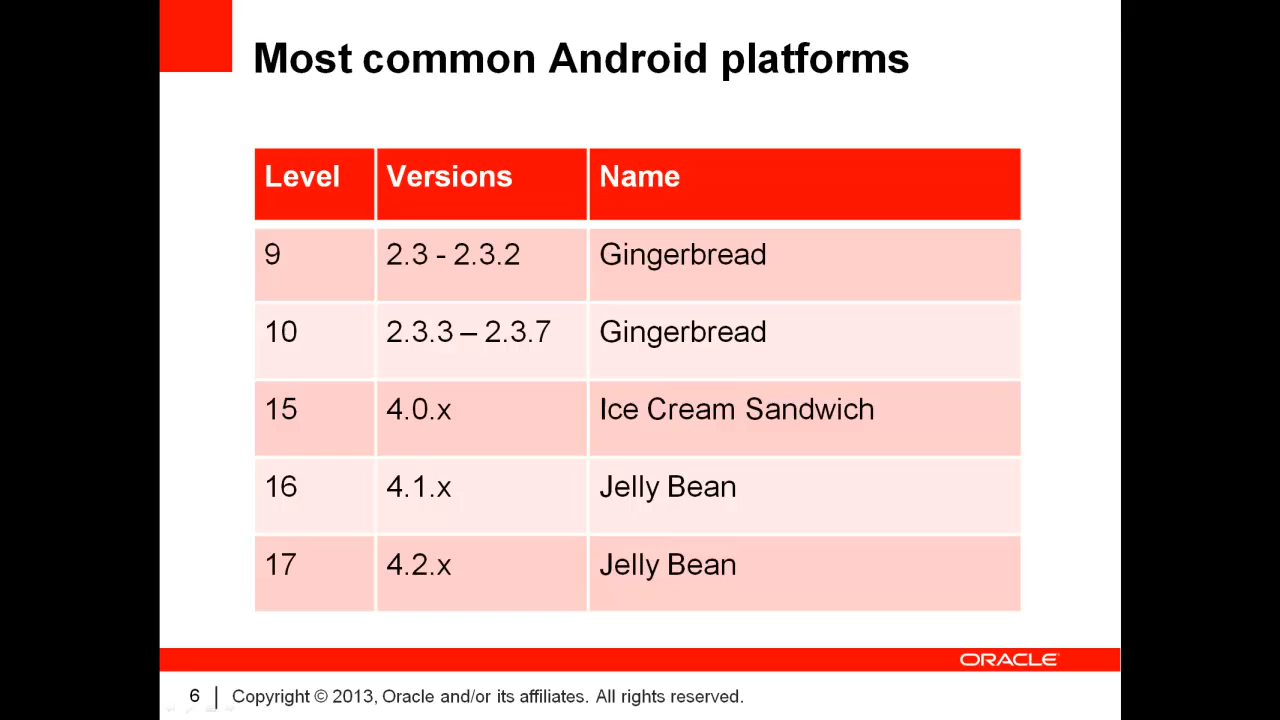 Most common Android platforms
Level Versions Name
9 2.3 - 2.3.2 Gingerbread
10 2.3.3 – 2.3.7 Gingerbread
15 4.0.x Ice Cream Sandwich
16 4.1.x Jelly Bean
17 4.2.x Jelly Bean
ORACLE
6 Copyright © 2013, Oracle and/or its affiliates. All rights reserved.